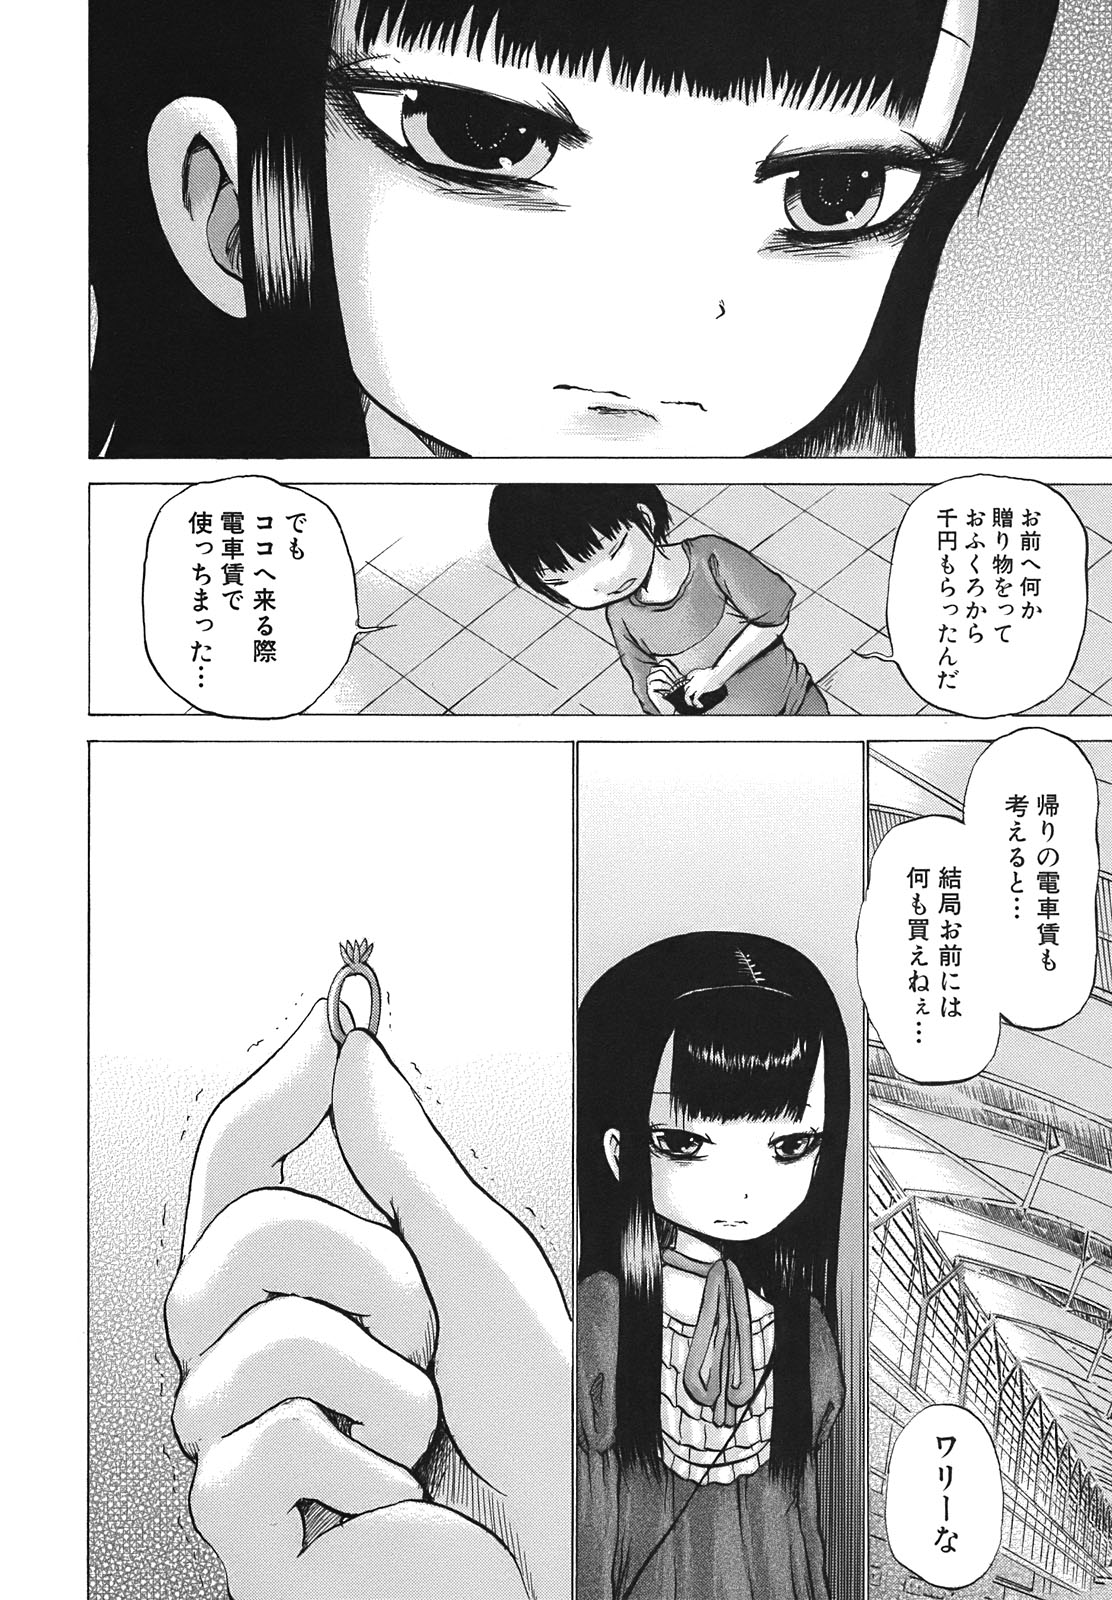 お前へ何か
贈り物をって
おふくろから
千円もらったんだ
でも
ココへ来る際
電車賃で
使っちまった…
帰りの電車賃も
考えると…
結局お前には
何も買えねぇ…
ワリーな